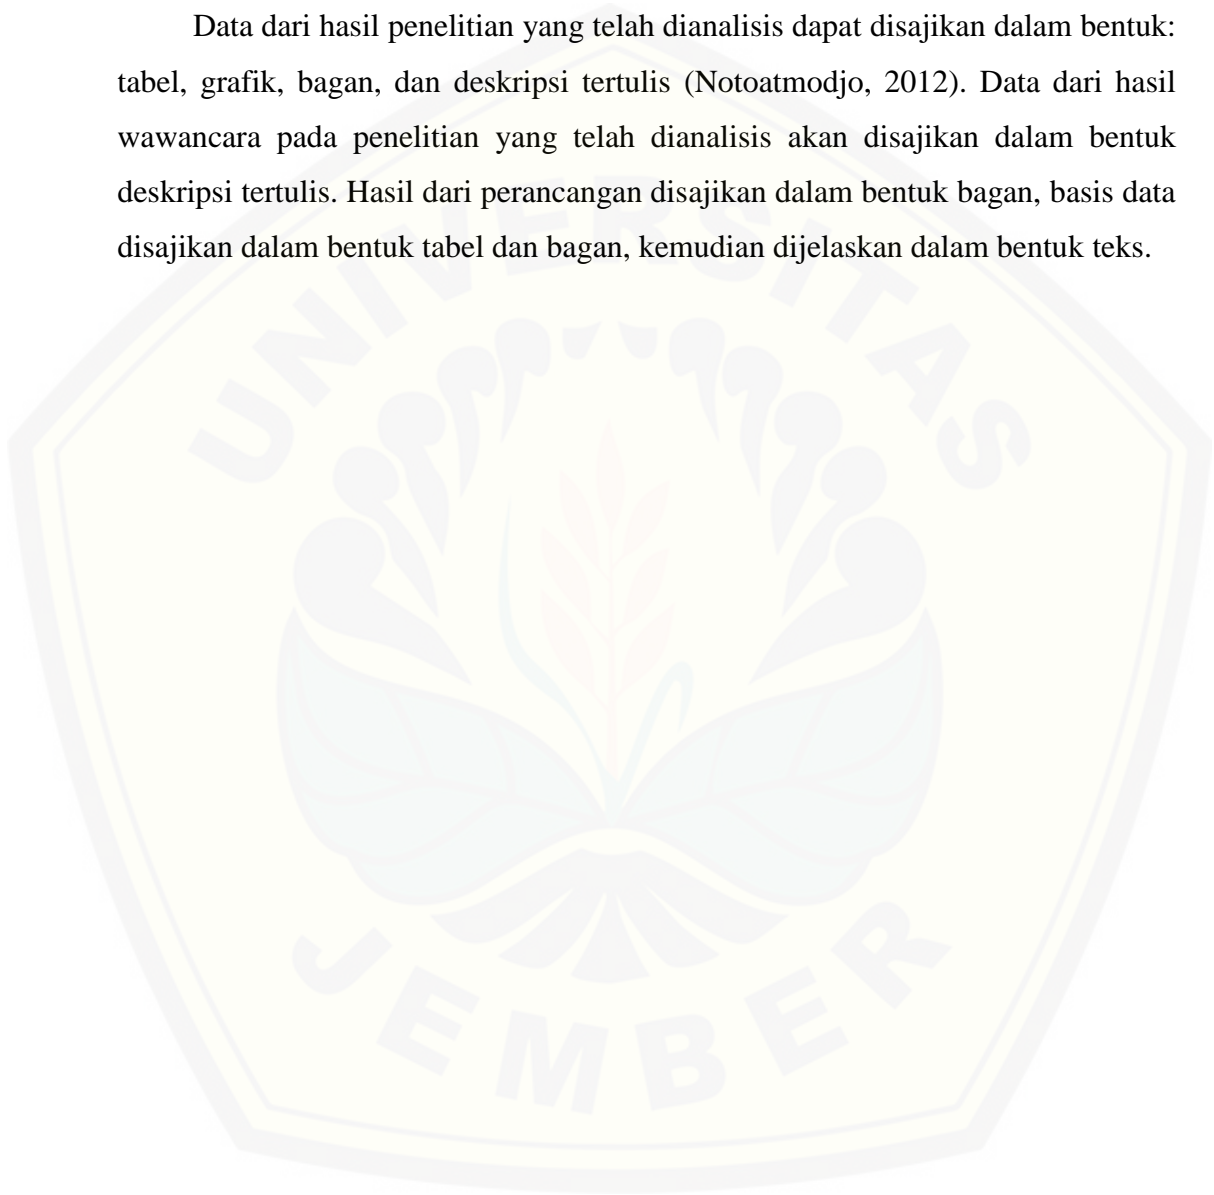 Data dari hasil penelitian yang telah dianalisis dapat disajikan dalam bentuk:
tabel, grafik, bagan, dan deskripsi tertulis (Notoatmodjo, 2012). Data dari hasil
wawancara pada penelitian yang telah dianalisis akan disajikan dalam bentuk
deskripsi tertulis. Hasil dari perancangan disajikan dalam bentuk bagan, basis data
disajikan dalam bentuk tabel dan bagan, kemudian dijelaskan dalam bentuk teks.
UNIVERSITAS
JEMBER